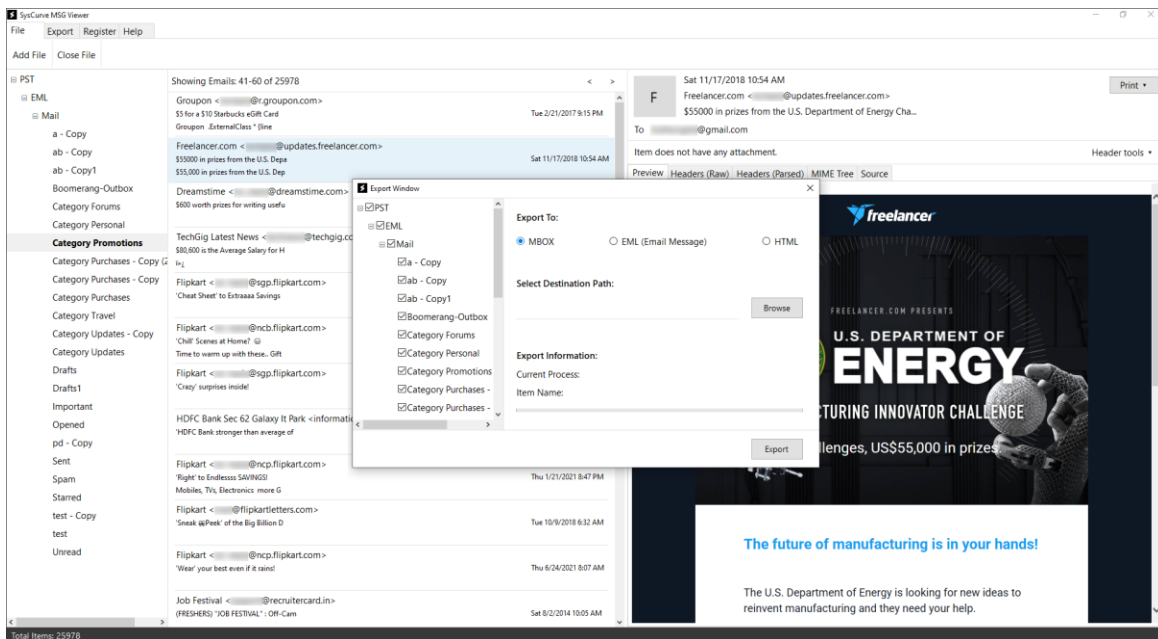 SysCurve MSG Viewer
File Export Register Help
Add File Close File
PST
EML
Mail
a - Copy
ab - Copy
ab - Copy1
Boomerang-Outbox
Category Forums
Category Personal
Category Promotions
Category Purchases - Copy (2
Category Purchases - Copy
Category Purchases
Category Travel
Category Updates - Copy
Category Updates
Drafts
Drafts1
Important
Opened
pd - Copy
Sent
Spam
Starred
test - Copy
test
Unread
Showing Emails: 41-60 of 25978 < >
Groupon < @r.groupon.com>
$5 for a $10 Starbucks eGift Card Tue 2/21/2017 9:15 PM
Groupon .ExternalClass * {line
Freelancer.com < @updates.freelancer.com>
$55000 in prizes from the U.S. Depa Sat 11/17/2018 10:54 AM
$55,000 in prizes from the U.S. Dep
Dreamstime < @dreamstime.com>
$600 worth prizes for writing usefu
TechGig Latest News < @techgig.cc
$80,600 is the Average Salary for H
Flipkart < @sgp.flipkart.com>
'Cheat Sheet' to Extraaaa Savings
Flipkart < @ncb.flipkart.com>
'Chill' Scenes at Home? 😀
Time to warm up with these.. Gift
Flipkart < @sgp.flipkart.com>
'Crazy' surprises inside!
HDFC Bank Sec 62 Galaxy It Park <informatic
'HDFC Bank stronger than average of
Flipkart < @ncp.flipkart.com>
'Right' to Endlessss SAVINGS! Thu 1/21/2021 8:47 PM
Mobiles, TVs, Electronics more G
Flipkart < @flipkartletters.com>
'Sneak Peek' of the Big Billion D Tue 10/9/2018 6:32 AM
Flipkart < @ncp.flipkart.com>
'Wear' your best even if it rains! Thu 6/24/2021 8:07 AM
Job Festival < @recruitercard.in>
(FRESHERS) "JOB FESTIVAL" : Off-Cam Sat 8/2/2014 10:05 AM
F
Sat 11/17/2018 10:54 AM
Freelancer.com < @updates.freelancer.com>
$55000 in prizes from the U.S. Department of Energy Cha...
Print
To @gmail.com
Item does not have any attachment. Header tools
Preview Headers (Raw) Headers (Parsed) MIME Tree Source
freelancer
FREELANCER.COM PRESENTS
U.S. DEPARTMENT OF
ENERGY
CTURING INNOVATOR CHALLENGE
llenges, US$55,000 in prizes
The future of manufacturing is in your hands!
The U.S. Department of Energy is looking for new ideas to
reinvent manufacturing and they need your help.
Export Window
PST
EML
Mail
a - Copy
ab - Copy
ab - Copy1
Boomerang-Outbox
Category Forums
Category Personal
Category Promotions
Category Purchases -
Category Purchases -
Export To:
MBOX EML (Email Message) HTML
Select Destination Path:
Browse
Export Information:
Current Process:
Item Name:
Export
Total Items: 25978